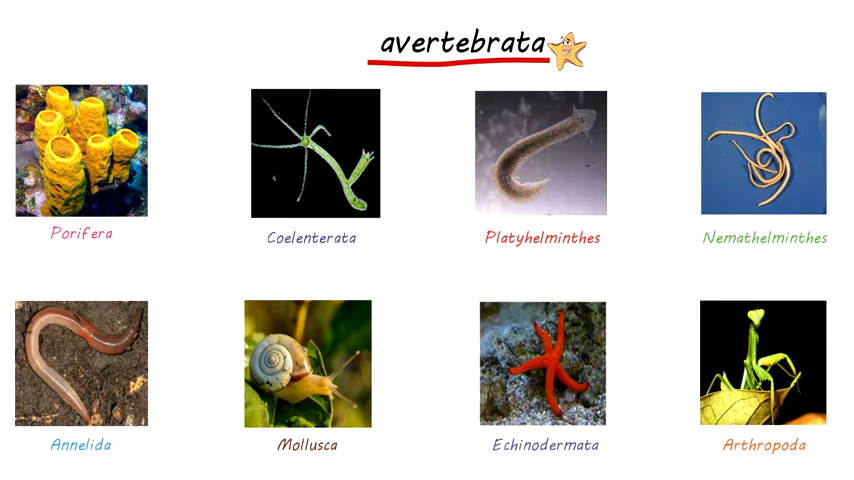 avertebrata
Porifera
Coelenterata
Platyhelminthes
Nemathelminthes
Annelida
Mollusca
Echinodermata
Arthropoda